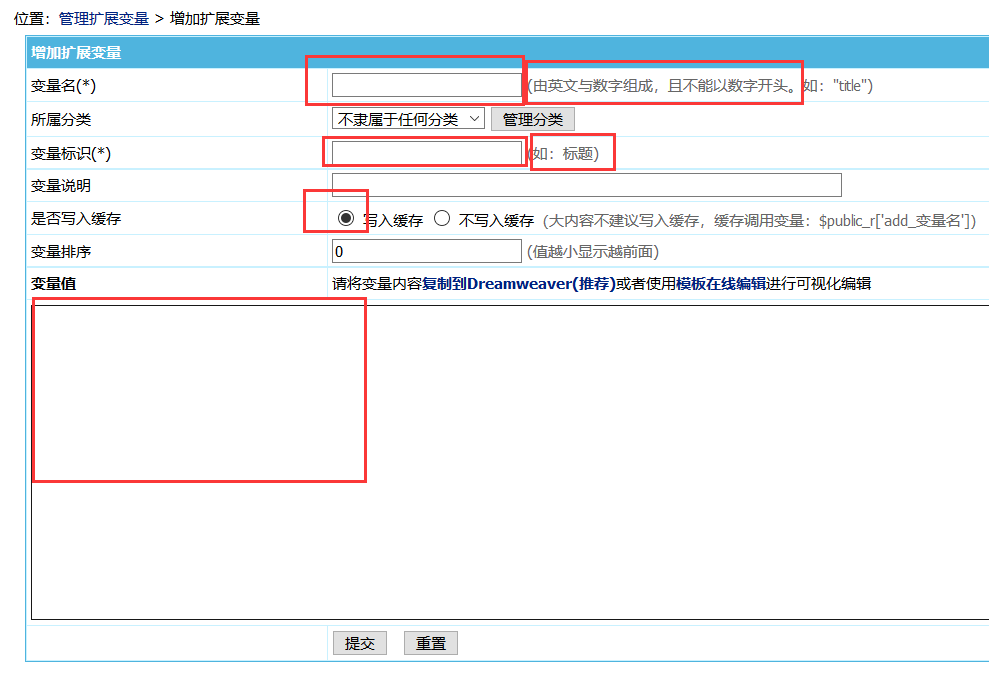 位置：管理扩展变量 > 增加扩展变量
增加扩展变量
变量名(*) (由英文与数字组成，且不能以数字开头。如："title")
所属分类 不隶属于任何分类 管理分类
变量标识(*) (如：标题)
变量说明
是否写入缓存 写入缓存 不写入缓存 (大内容不建议写入缓存，缓存调用变量：$public_r['add_变量名'])
变量排序 0 (值越小显示越前面)
变量值 请将变量内容复制到Dreamweaver(推荐)或者使用模板在线编辑进行可视化编辑
提交 重置